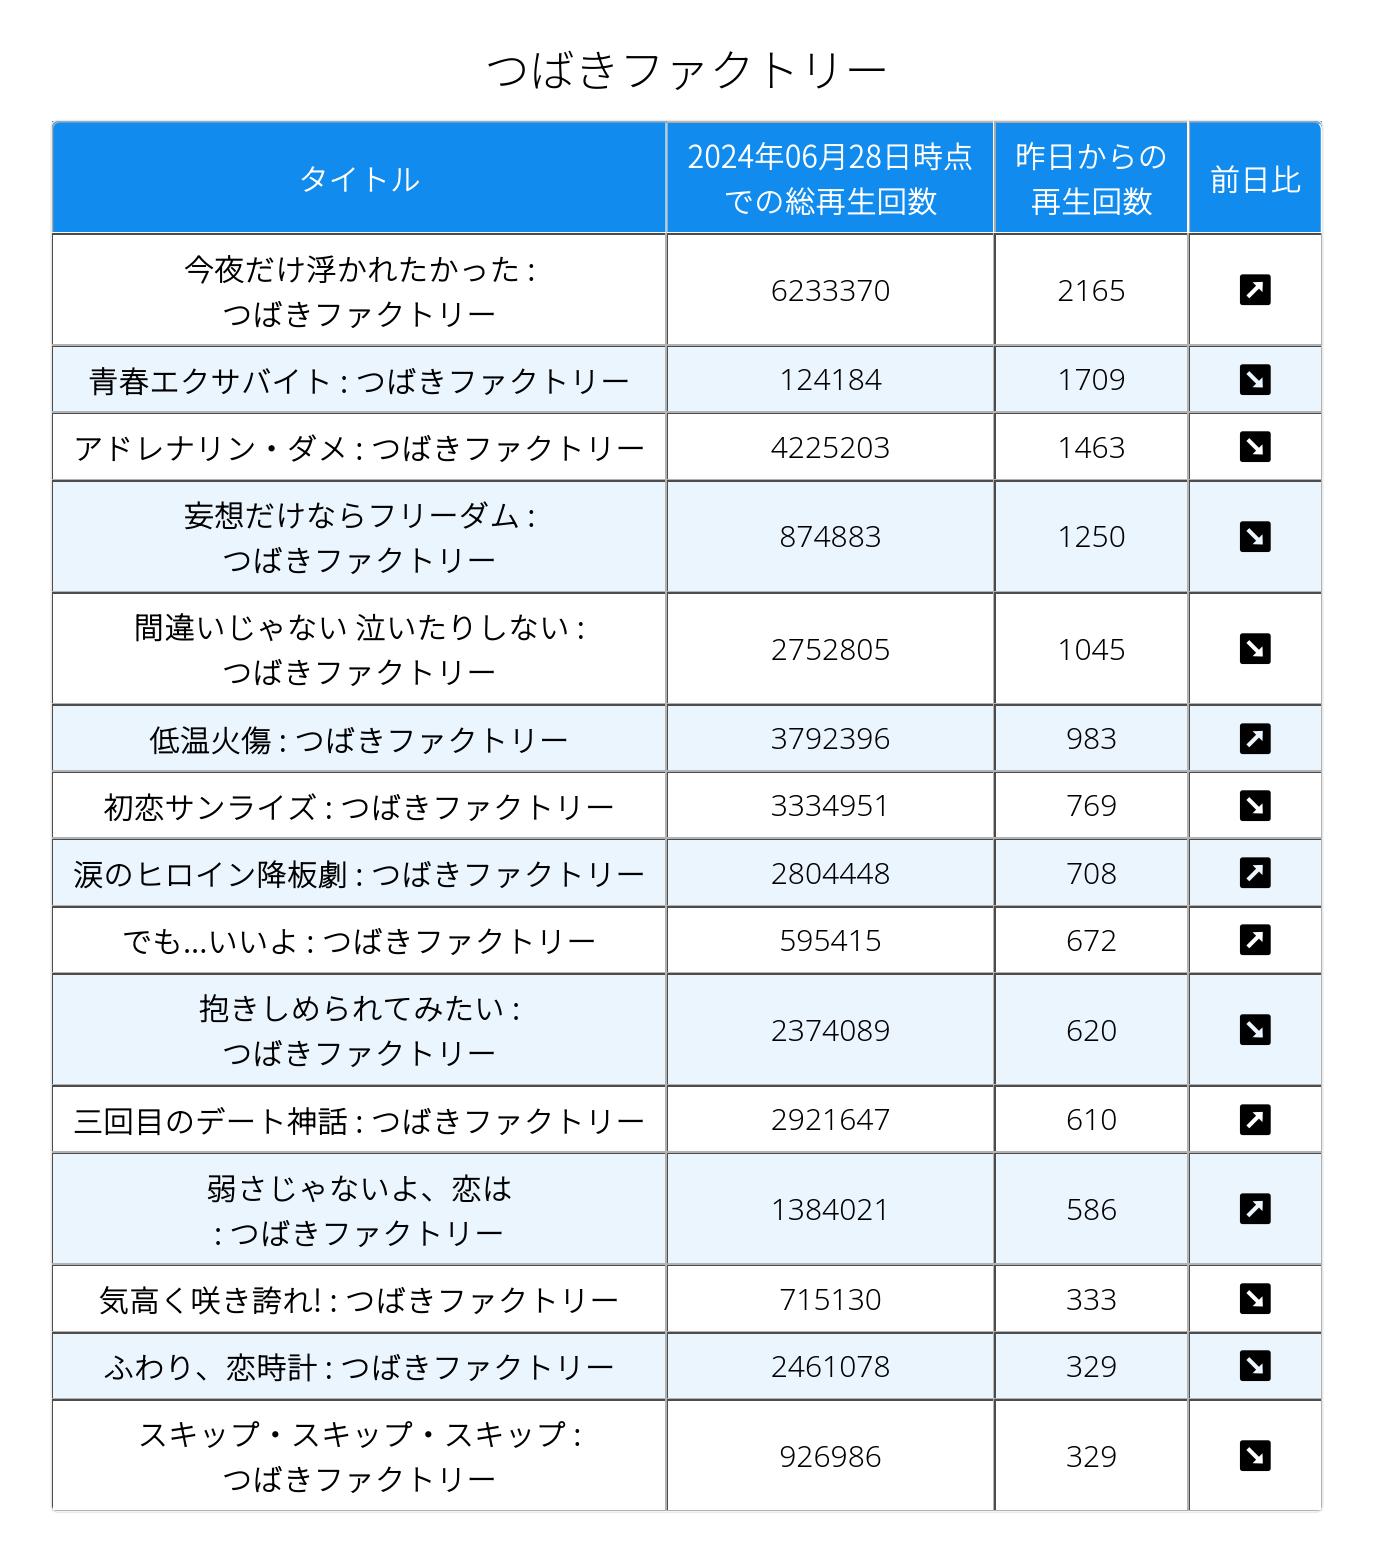 つばきファクトリー
タイトル
2024年06月28日時点
での総再生回数
昨日からの
再生回数
前日比
今夜だけ浮かれたかった :
つばきファクトリー
6233370
2165
青春エクサバイト : つばきファクトリー
124184
1709
アドレナリン・ダメ : つばきファクトリー
4225203
1463
妄想だけならフリーダム :
つばきファクトリー
874883
1250
間違いじゃない 泣いたりしない :
つばきファクトリー
2752805
1045
低温火傷 : つばきファクトリー
3792396
983
初恋サンライズ : つばきファクトリー
3334951
769
涙のヒロイン降板劇 : つばきファクトリー
2804448
708
でも...いいよ : つばきファクトリー
595415
672
抱きしめられてみたい :
つばきファクトリー
2374089
620
三回目のデート神話 : つばきファクトリー
2921647
610
弱さじゃないよ、恋は
: つばきファクトリー
1384021
586
気高く咲き誇れ! : つばきファクトリー
715130
333
ふわり、恋時計 : つばきファクトリー
2461078
329
スキップ・スキップ・スキップ :
つばきファクトリー
926986
329